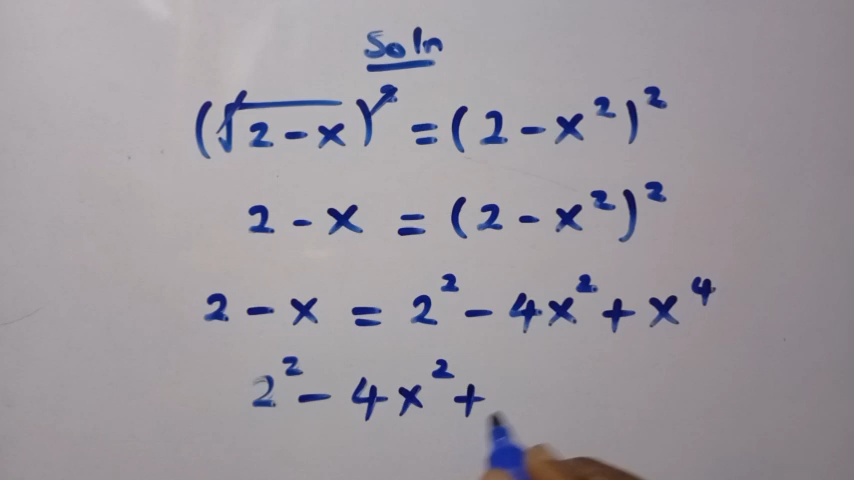 Soln
(√2-x)² = (2-x²)²
2-x = (2-x²)²
2-x = 2²-4x²+x⁴
2²-4x²+